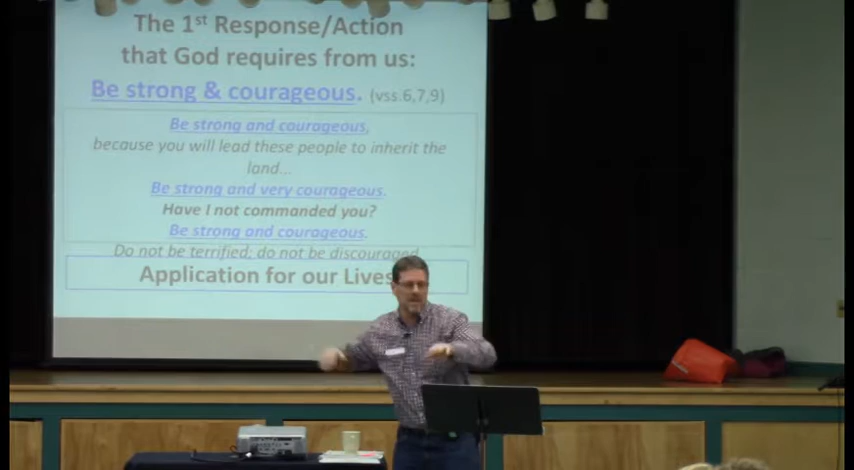 The 1st Response/Action
that God requires from us:
Be strong & courageous. (vss.6,7,9)
Be strong and courageous,
because you will lead these people to inherit the
land...
Be strong and very courageous.
Have I not commanded you?
Be strong and courageous.
Do not be terrified; do not be discouraged
Application for our Lives